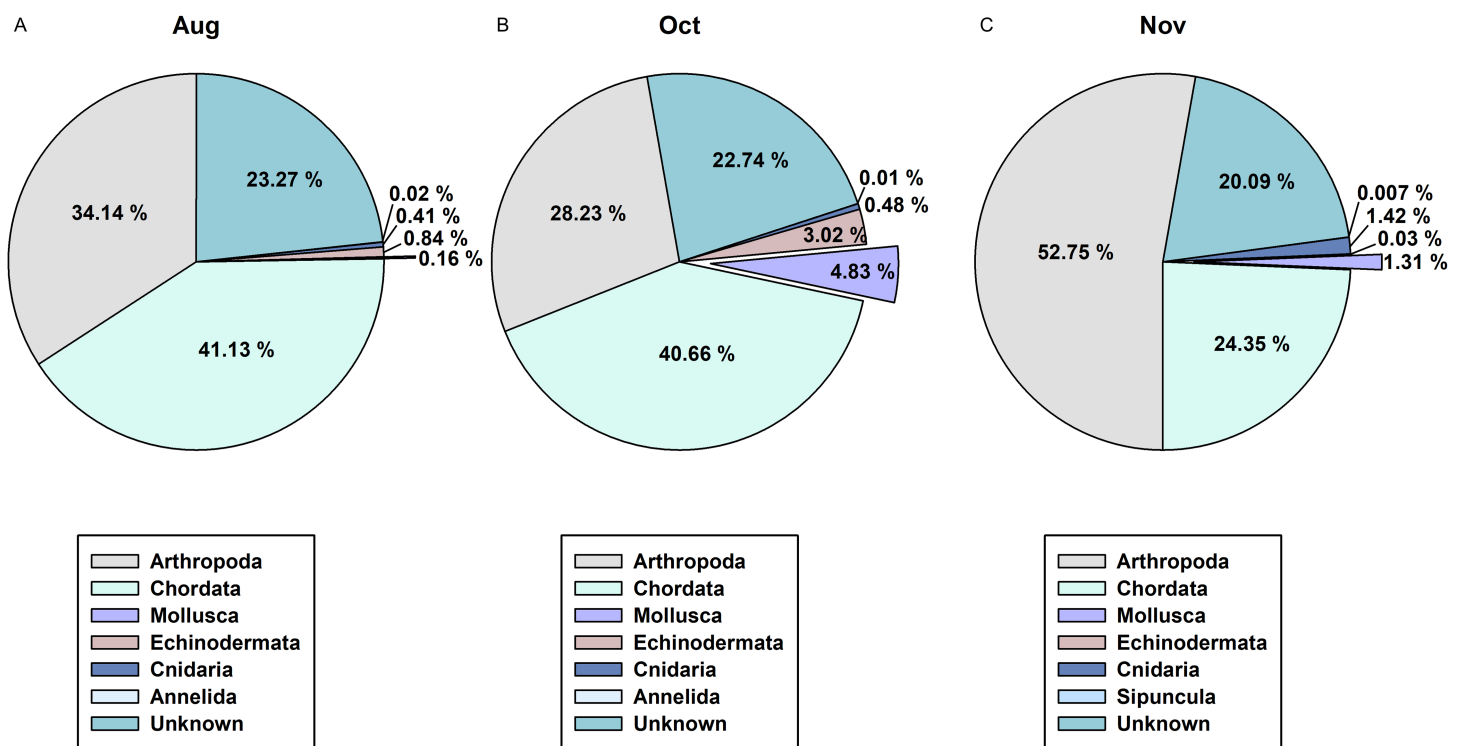 A
Aug
34.14 %
23.27 %
0.02 %
0.41 %
0.84 %
0.16 %
41.13 %
Arthropoda
Chordata
Mollusca
Echinodermata
Cnidaria
Annelida
Unknown
B
Oct
28.23 %
22.74 %
0.01 %
0.48 %
3.02 %
4.83 %
40.66 %
Arthropoda
Chordata
Mollusca
Echinodermata
Cnidaria
Annelida
Unknown
C
Nov
52.75 %
20.09 %
0.007 %
1.42 %
0.03 %
1.31 %
24.35 %
Arthropoda
Chordata
Mollusca
Echinodermata
Cnidaria
Sipuncula
Unknown